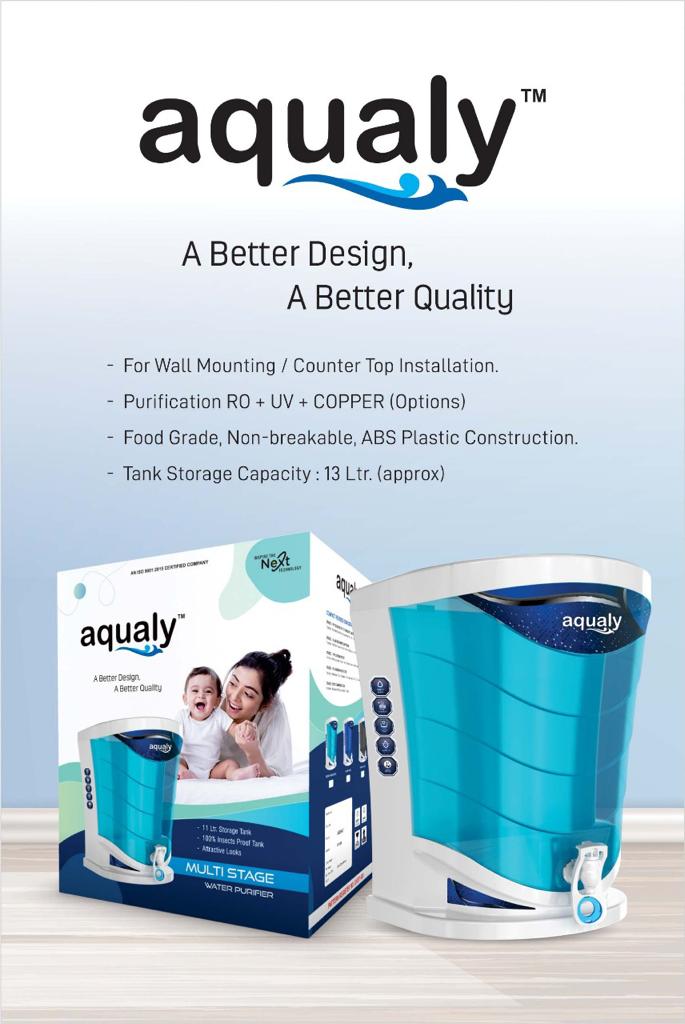 aqualy™
A Better Design,
A Better Quality
- For Wall Mounting / Counter Top Installation.
- Purification RO + UV + COPPER (Options)
- Food Grade, Non-breakable, ABS Plastic Construction.
- Tank Storage Capacity : 13 Ltr. (approx)
AN ISO 9001:2015 CERTIFIED COMPANY
INSPIRE THE
Next
TECHNOLOGY
aqualy™
A Better Design,
A Better Quality
aqualy
- 11 Ltr. Storage Tank
- 100% Insects Proof Tank
- Attractive Looks
MULTI STAGE
WATER PURIFIER
aqualy